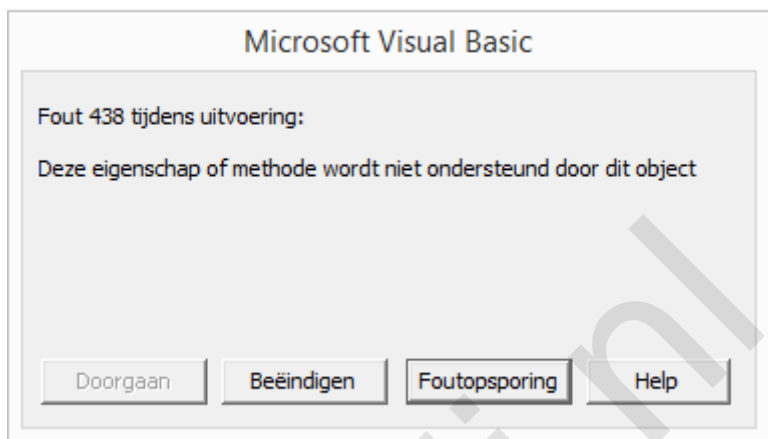 Microsoft Visual Basic
Fout 438 tijdens uitvoering:
Deze eigenschap of methode wordt niet ondersteund door dit object
Doorgaan Beëindigen Foutopsporing Help